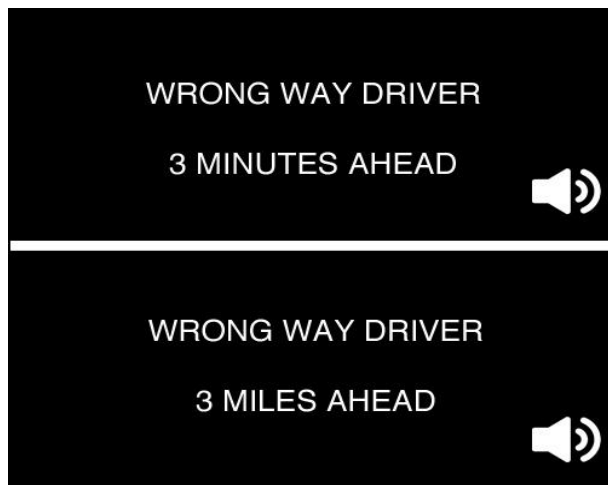 WRONG WAY DRIVER
3 MINUTES AHEAD
WRONG WAY DRIVER
3 MILES AHEAD